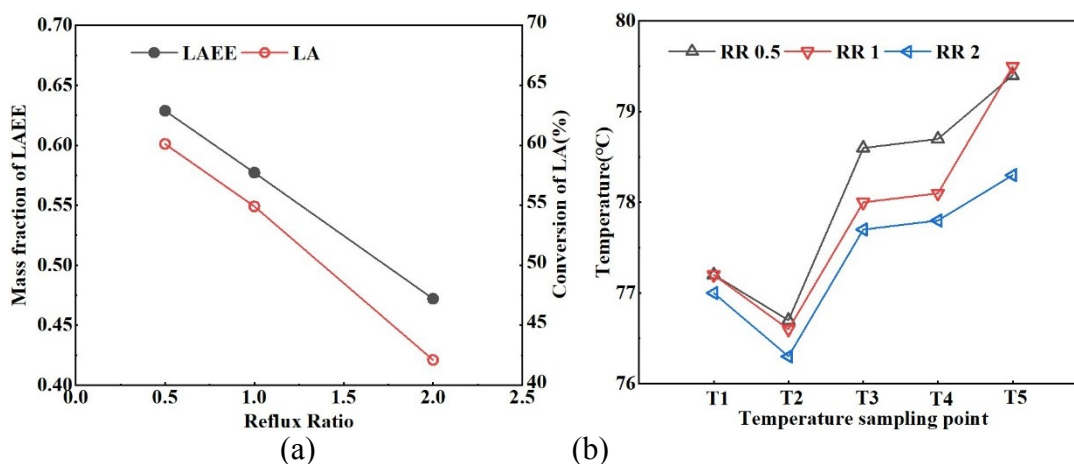 Mass fraction of LAEE
0.70
0.65
0.60
0.55
0.50
0.45
0.40
LAEE LA
70
65
60
55
50
45
40
Conversion of LA(%)
0.0 0.5 1.0 1.5 2.0 2.5
Reflux Ratio
(a)
Temperature(°C)
80
79
78
77
76
RR 0.5 RR 1 RR 2
T1 T2 T3 T4 T5
Temperature sampling point
(b)